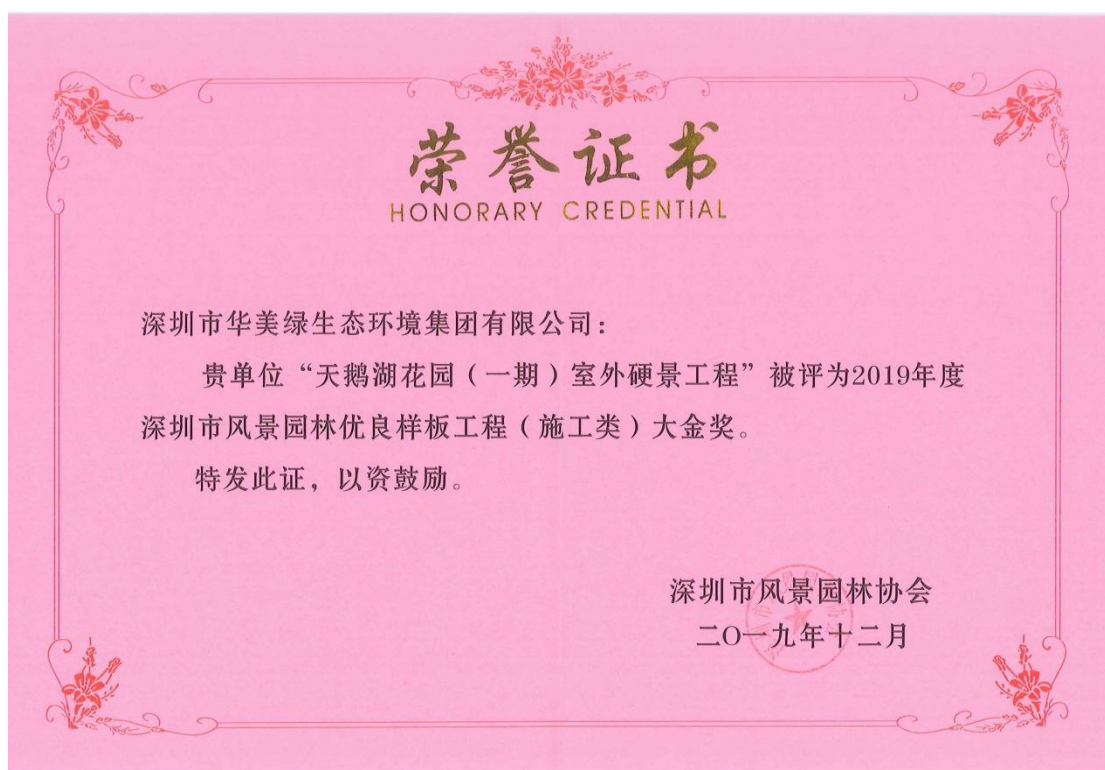 荣誉证书
HONORARY CREDENTIAL
深圳市华美绿生态环境集团有限公司：
贵单位“天鹅湖花园（一期）室外硬景工程”被评为2019年度
深圳市风景园林优良样板工程（施工类）大金奖。
特发此证，以资鼓励。
深圳市风景园林协会
二O一九年十二月